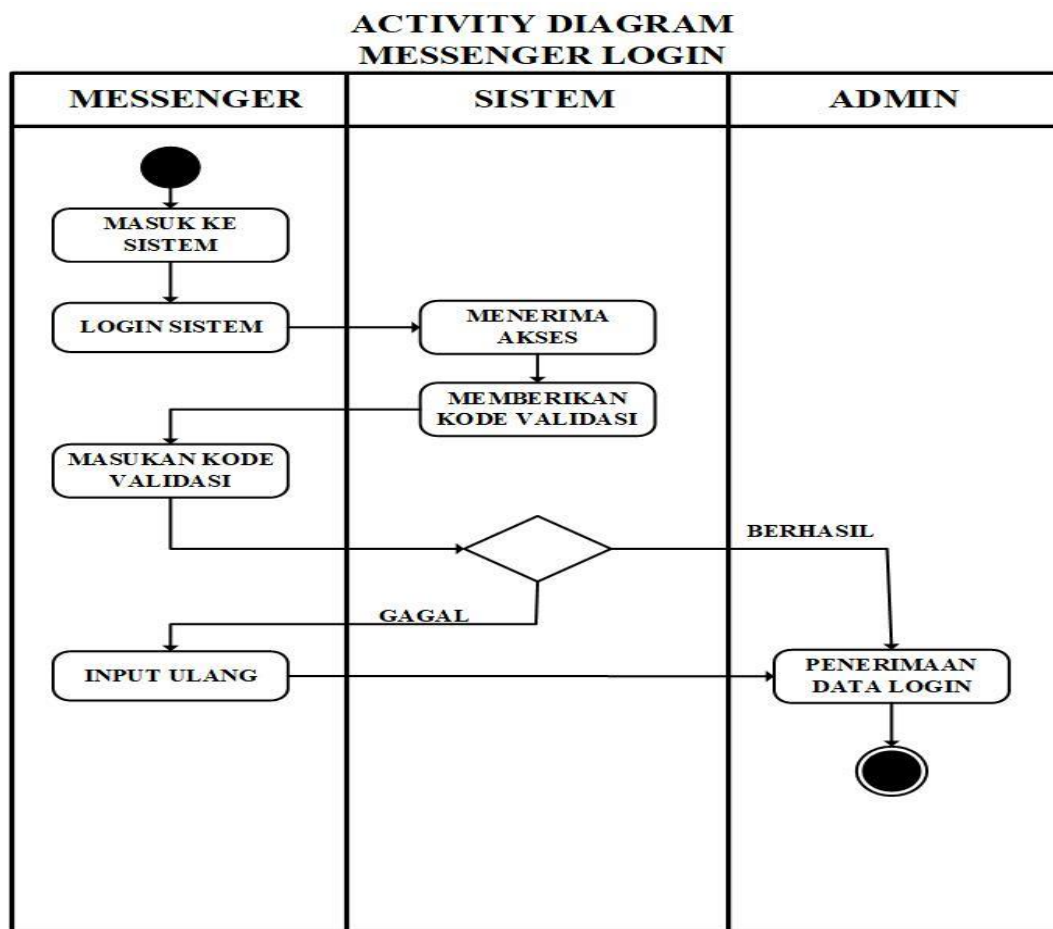 ACTIVITY DIAGRAM
MESSENGER LOGIN
MESSENGER
SISTEM
ADMIN
MASUK KE
SISTEM
LOGIN SISTEM
MENERIMA
AKSES
MEMBERIKAN
KODE VALIDASI
MASUKAN KODE
VALIDASI
BERHASIL
GAGAL
INPUT ULANG
PENERIMAAN
DATA LOGIN